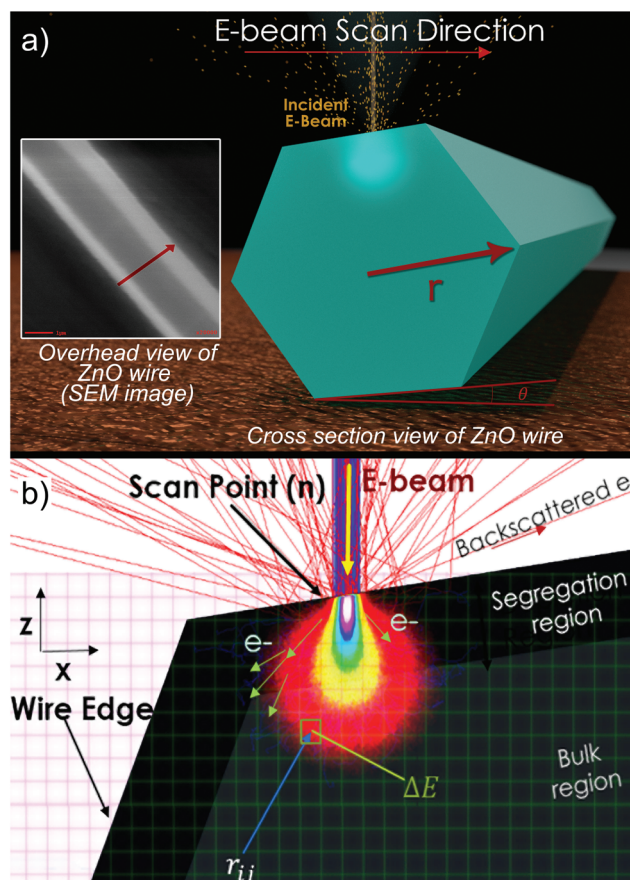 a)
E-beam Scan Direction
Incident
E-Beam
r
1µm
Overhead view of
ZnO wire
(SEM image)
θ
Cross section view of ZnO wire
b)
Scan Point (n)
E-beam
Backscattered e
Segregation
region
z
x
e-
e-
Wire Edge
ΔE
Bulk
region
r_ij